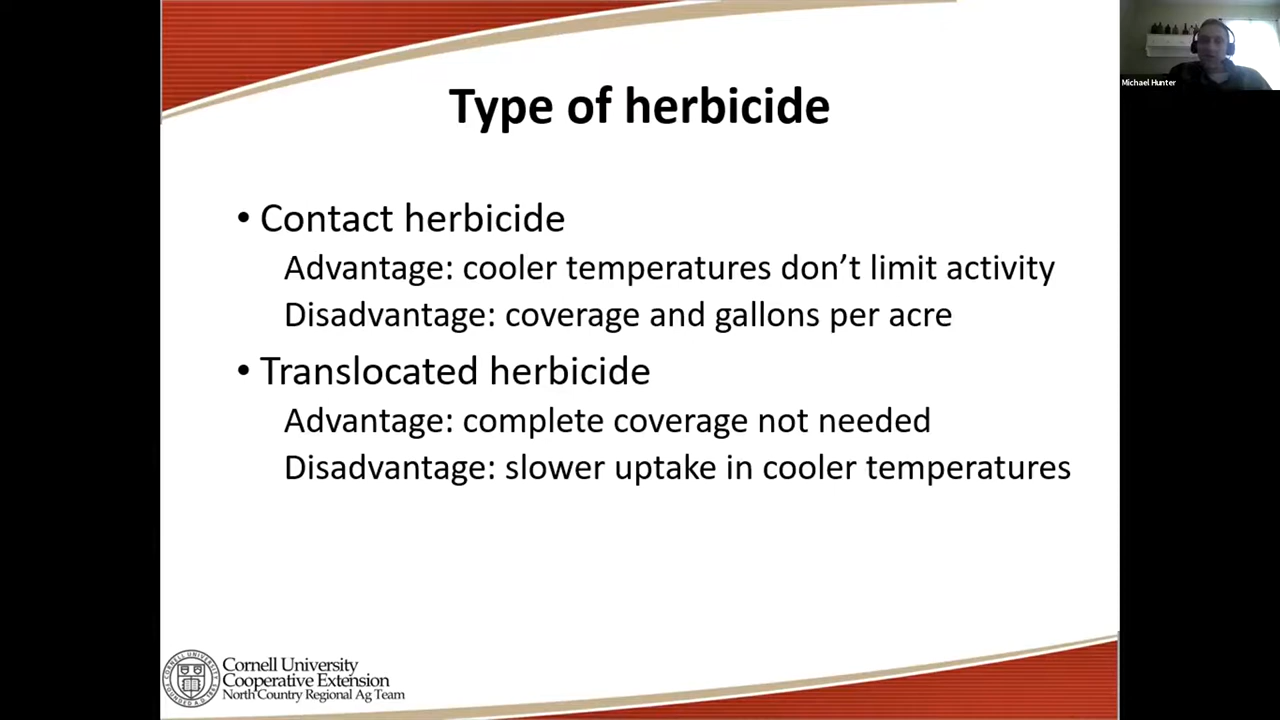 Type of herbicide
• Contact herbicide
Advantage: cooler temperatures don’t limit activity
Disadvantage: coverage and gallons per acre
• Translocated herbicide
Advantage: complete coverage not needed
Disadvantage: slower uptake in cooler temperatures
Cornell University
Cooperative Extension
North Country Regional Ag Team
Michael Hunter